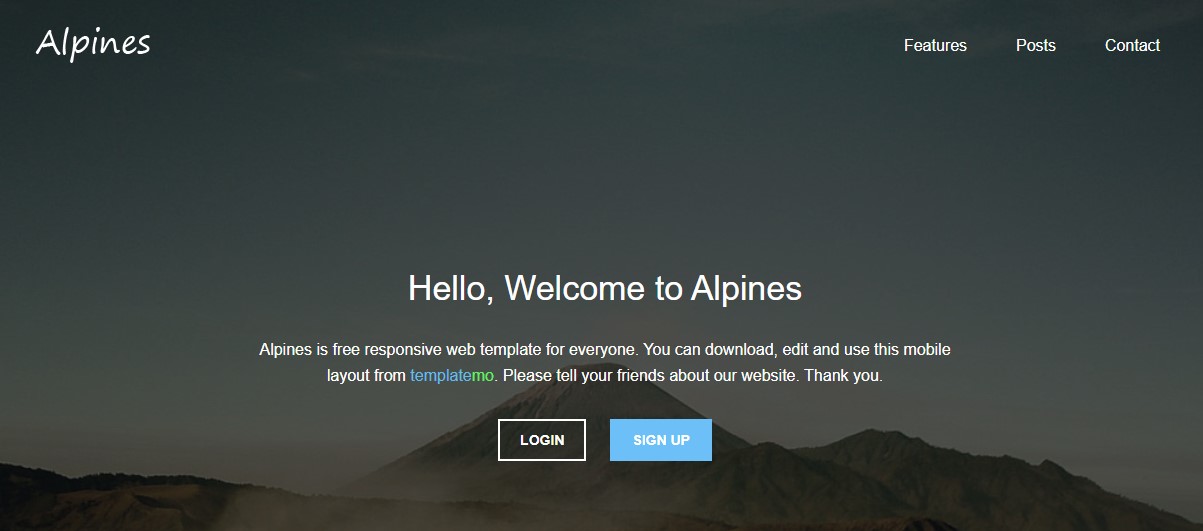 Alpines
Features Posts Contact
Hello, Welcome to Alpines
Alpines is free responsive web template for everyone. You can download, edit and use this mobile
layout from templatemo. Please tell your friends about our website. Thank you.
LOGIN SIGN UP